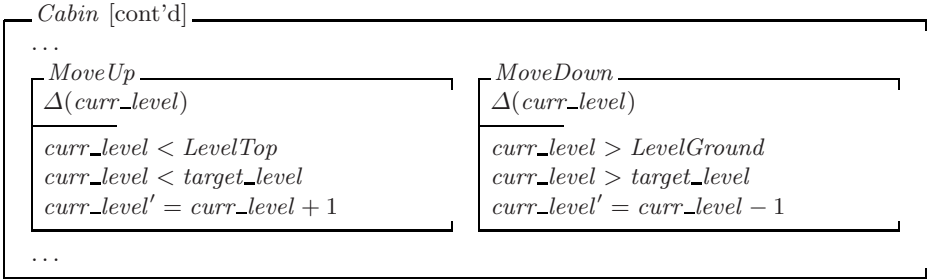 Cabin [cont'd]
...
MoveUp
Δ(curr_level)
curr_level < LevelTop
curr_level < target_level
curr_level′ = curr_level + 1
MoveDown
Δ(curr_level)
curr_level > LevelGround
curr_level > target_level
curr_level′ = curr_level − 1
...